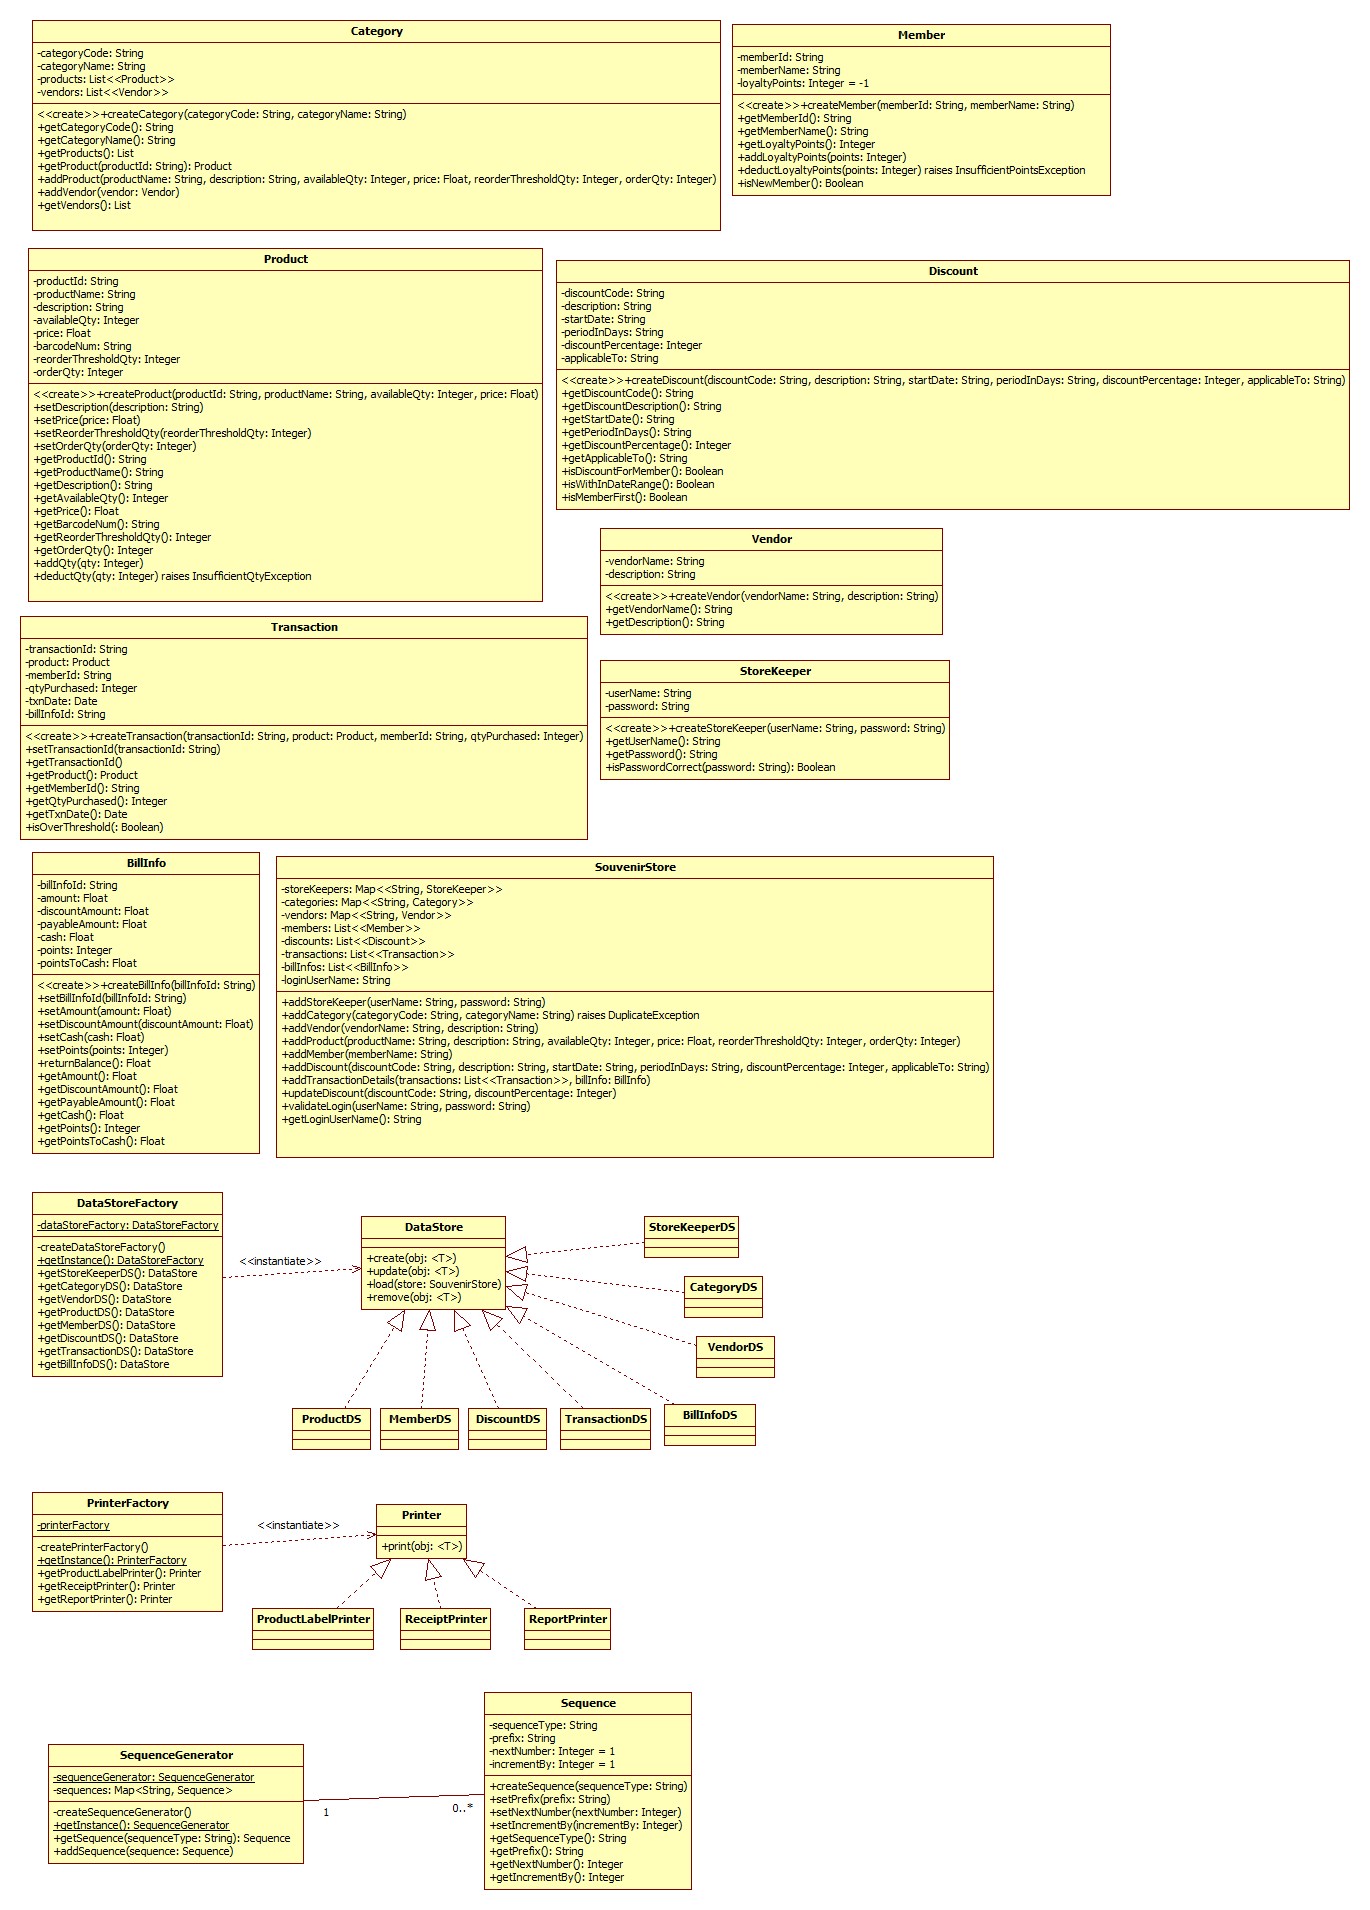 Category
-categoryCode: String
-categoryName: String
-products: List<<Product>>
-vendors: List<<Vendor>>
<<create>>+createCategory(categoryCode: String, categoryName: String)
+getCategoryCode(): String
+getCategoryName(): String
+getProducts(): List
+getProduct(productId: String): Product
+addProduct(productName: String, description: String, availableQty: Integer, price: Float, reorderThresholdQty: Integer, orderQty: Integer)
+addVendor(vendor: Vendor)
+getVendors(): List
Member
-memberId: String
-memberName: String
-loyaltyPoints: Integer = -1
<<create>>+createMember(memberId: String, memberName: String)
+getMemberId(): String
+getMemberName(): String
+getLoyaltyPoints(): Integer
+addLoyaltyPoints(points: Integer)
+deductLoyaltyPoints(points: Integer) raises InsufficientPointsException
+isNewMember(): Boolean
Product
-productId: String
-productName: String
-description: String
-availableQty: Integer
-price: Float
-barcodeNum: String
-reorderThresholdQty: Integer
-orderQty: Integer
<<create>>+createProduct(productId: String, productName: String, availableQty: Integer, price: Float)
+setDescription(description: String)
+setPrice(price: Float)
+setReorderThresholdQty(reorderThresholdQty: Integer)
+setOrderQty(orderQty: Integer)
+getProductId(): String
+getProductName(): String
+getDescription(): String
+getAvailableQty(): Integer
+getPrice(): Float
+getBarcodeNum(): String
+getReorderThresholdQty(): Integer
+getOrderQty(): Integer
+addQty(qty: Integer)
+deductQty(qty: Integer) raises InsufficientQtyException
Discount
-discountCode: String
-description: String
-startDate: String
-periodInDays: String
-discountPercentage: Integer
-applicableTo: String
<<create>>+createDiscount(discountCode: String, description: String, startDate: String, periodInDays: String, discountPercentage: Integer, applicableTo: String)
+getDiscountCode(): String
+getDiscountDescription(): String
+getStartDate(): String
+getPeriodInDays(): String
+getDiscountPercentage(): Integer
+getApplicableTo(): String
+isDiscountForMember(): Boolean
+isWithInDateRange(): Boolean
+isMemberFirst(): Boolean
Vendor
-vendorName: String
-description: String
<<create>>+createVendor(vendorName: String, description: String)
+getVendorName(): String
+getDescription(): String
Transaction
-transactionId: String
-product: Product
-memberId: String
-qtyPurchased: Integer
-txnDate: Date
-billInfoId: String
<<create>>+createTransaction(transactionId: String, product: Product, memberId: String, qtyPurchased: Integer)
+setTransactionId(transactionId: String)
+getTransactionId()
+getProduct(): Product
+getMemberId(): String
+getQtyPurchased(): Integer
+getTxnDate(): Date
+isOverThreshold(: Boolean)
StoreKeeper
-userName: String
-password: String
<<create>>+createStoreKeeper(userName: String, password: String)
+getUserName(): String
+getPassword(): String
+isPasswordCorrect(password: String): Boolean
BillInfo
-billInfoId: String
-amount: Float
-discountAmount: Float
-payableAmount: Float
-cash: Float
-points: Integer
-pointsToCash: Float
<<create>>+createBillInfo(billInfoId: String)
+setBillInfoId(billInfoId: String)
+setAmount(amount: Float)
+setDiscountAmount(discountAmount: Float)
+setCash(cash: Float)
+setPoints(points: Integer)
+returnBalance(): Float
+getAmount(): Float
+getDiscountAmount(): Float
+getPayableAmount(): Float
+getCash(): Float
+getPoints(): Integer
+getPointsToCash(): Float
SouvenirStore
-storeKeepers: Map<<String, StoreKeeper>>
-categories: Map<<String, Category>>
-vendors: Map<<String, Vendor>>
-members: List<<Member>>
-discounts: List<<Discount>>
-transactions: List<<Transaction>>
-billInfos: List<<BillInfo>>
-loginUserName: String
+addStoreKeeper(userName: String, password: String)
+addCategory(categoryCode: String, categoryName: String) raises DuplicateException
+addVendor(vendorName: String, description: String)
+addProduct(productName: String, description: String, availableQty: Integer, price: Float, reorderThresholdQty: Integer, orderQty: Integer)
+addMember(memberName: String)
+addDiscount(discountCode: String, description: String, startDate: String, periodInDays: String, discountPercentage: Integer, applicableTo: String)
+addTransactionDetails(transactions: List<<Transaction>>, billInfo: BillInfo)
+updateDiscount(discountCode: String, discountPercentage: Integer)
+validateLogin(userName: String, password: String)
+getLoginUserName(): String
DataStoreFactory
-dataStoreFactory: DataStoreFactory
-createDataStoreFactory()
+getInstance(): DataStoreFactory
+getStoreKeeperDS(): DataStore
+getCategoryDS(): DataStore
+getVendorDS(): DataStore
+getProductDS(): DataStore
+getMemberDS(): DataStore
+getDiscountDS(): DataStore
+getTransactionDS(): DataStore
+getBillInfoDS(): DataStore
<<instantiate>>
DataStore
+create(obj: <T>)
+update(obj: <T>)
+load(store: SouvenirStore)
+remove(obj: <T>)
StoreKeeperDS
CategoryDS
VendorDS
ProductDS
MemberDS
DiscountDS
TransactionDS
BillInfoDS
PrinterFactory
-printerFactory
-createPrinterFactory()
+getInstance(): PrinterFactory
+getProductLabelPrinter(): Printer
+getReceiptPrinter(): Printer
+getReportPrinter(): Printer
<<instantiate>>
Printer
+print(obj: <T>)
ProductLabelPrinter
ReceiptPrinter
ReportPrinter
SequenceGenerator
-sequenceGenerator: SequenceGenerator
-sequences: Map<String, Sequence>
-createSequenceGenerator()
+getInstance(): SequenceGenerator
+getSequence(sequenceType: String): Sequence
+addSequence(sequence: Sequence)
1
0..*
Sequence
-sequenceType: String
-prefix: String
-nextNumber: Integer = 1
-incrementBy: Integer = 1
+createSequence(sequenceType: String)
+setPrefix(prefix: String)
+setNextNumber(nextNumber: Integer)
+setIncrementBy(incrementBy: Integer)
+getSequenceType(): String
+getPrefix(): String
+getNextNumber(): Integer
+getIncrementBy(): Integer